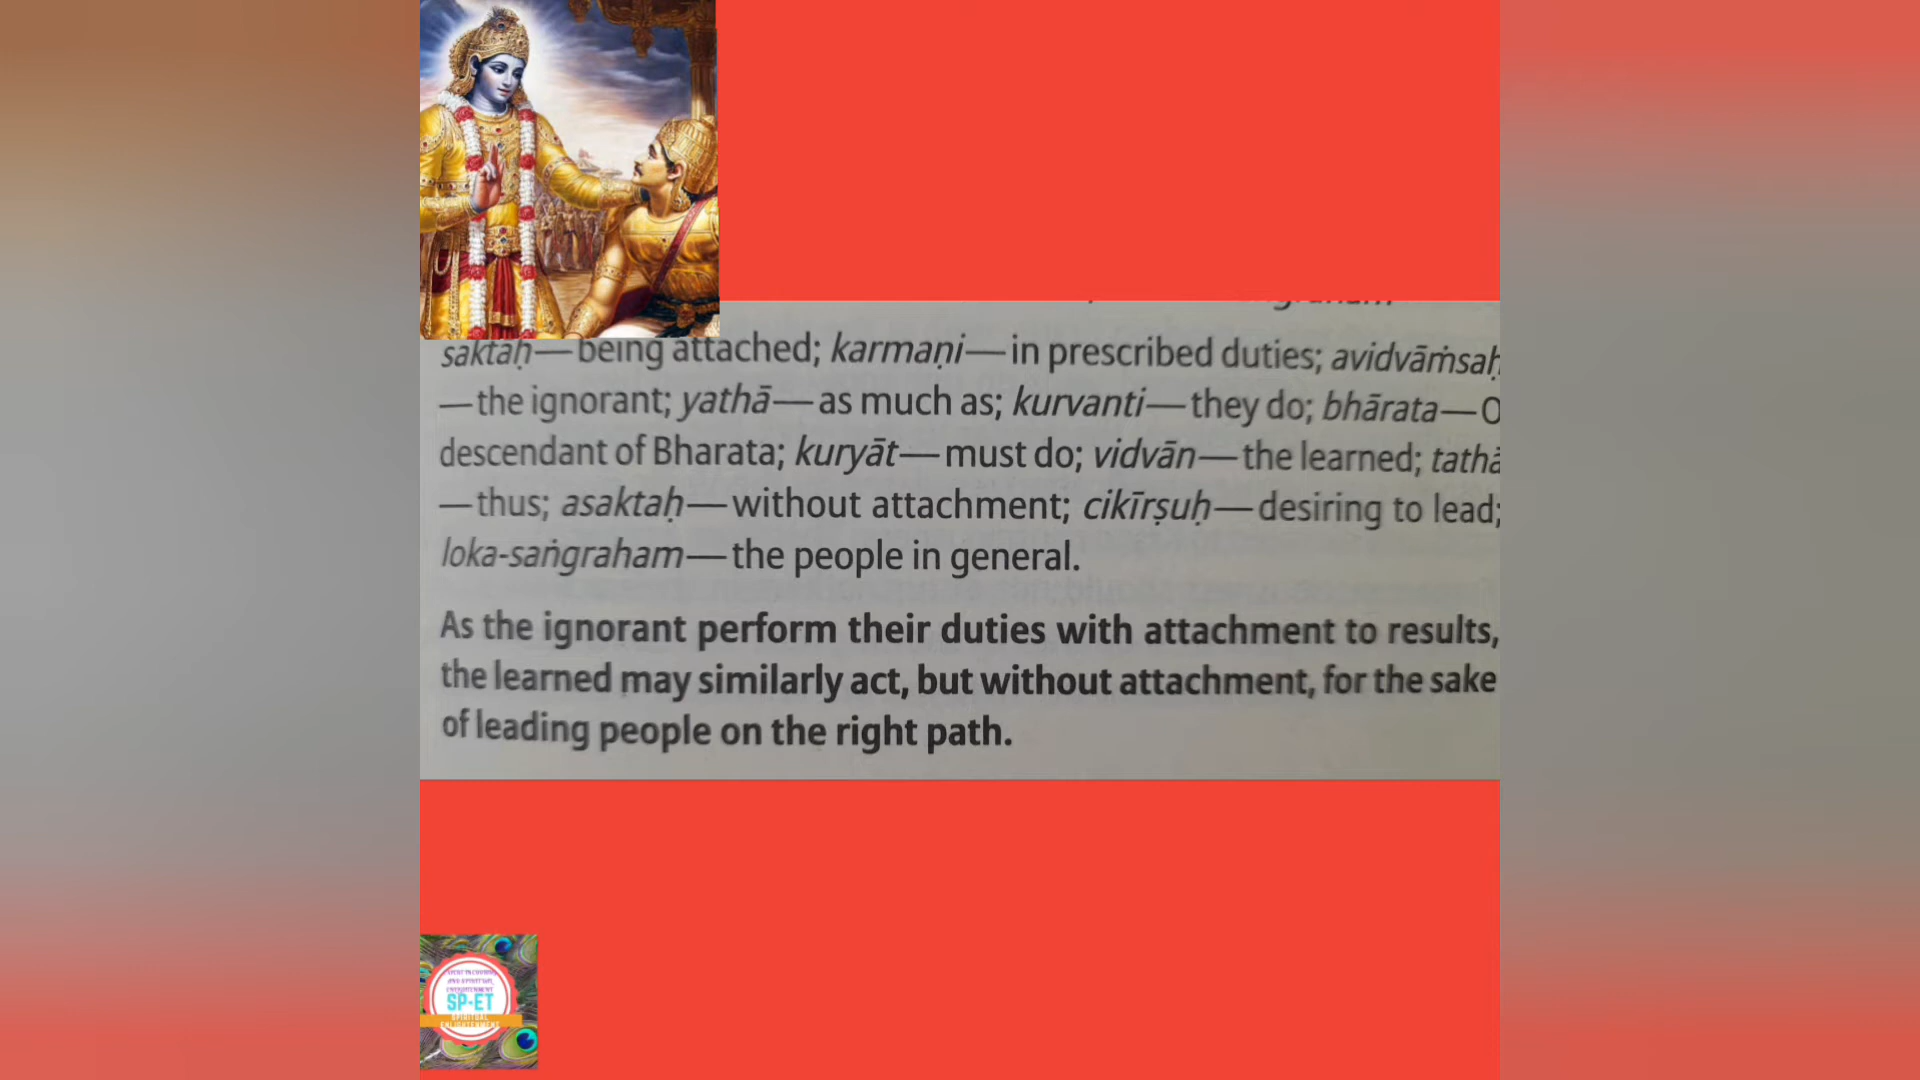 saktaḥ—being attached; karmaṇi—in prescribed duties; avidvāṁsaḥ
—the ignorant; yathā—as much as; kurvanti—they do; bhārata—O
descendant of Bharata; kuryāt—must do; vidvān—the learned; tathā
—thus; asaktaḥ—without attachment; cikīrṣuḥ—desiring to lead;
loka-saṅgraham—the people in general.
As the ignorant perform their duties with attachment to results,
the learned may similarly act, but without attachment, for the sake
of leading people on the right path.
SP-ET
SPIRITUAL
ENLIGHTENMENT